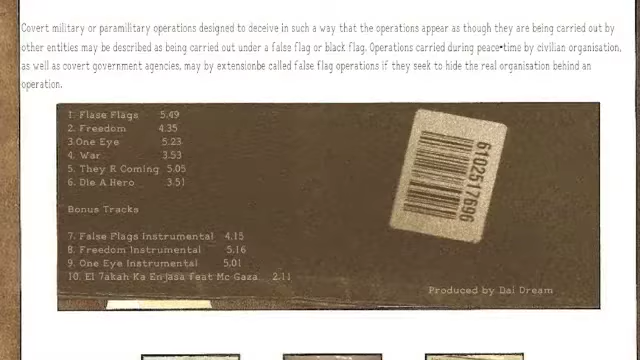 Covert military or paramilitary operations designed to deceive in such a way that the operations appear as though they are being carried out by
other entities may be described as being carried out under a false flag or black flag. Operations carried during peace-time by civilian organisation,
as well as covert government agencies, may by extensionbe called false flag operations if they seek to hide the real organisation behind an
operation.
1. Flase Flags 5.49
2. Freedom 4.35
3.One Eye 5.23
4. War 3.53
5. They R Coming 5.05
6. Die A Hero 3.51
Bonus Tracks
7. False Flags Instrumental 4.15
8. Freedom Instrumental 5.16
9. One Eye Instrumental 5.01
10. El 7akah Ka Enjasa feat Mc Gaza 2.11
6102517696
Produced by Dal Dream